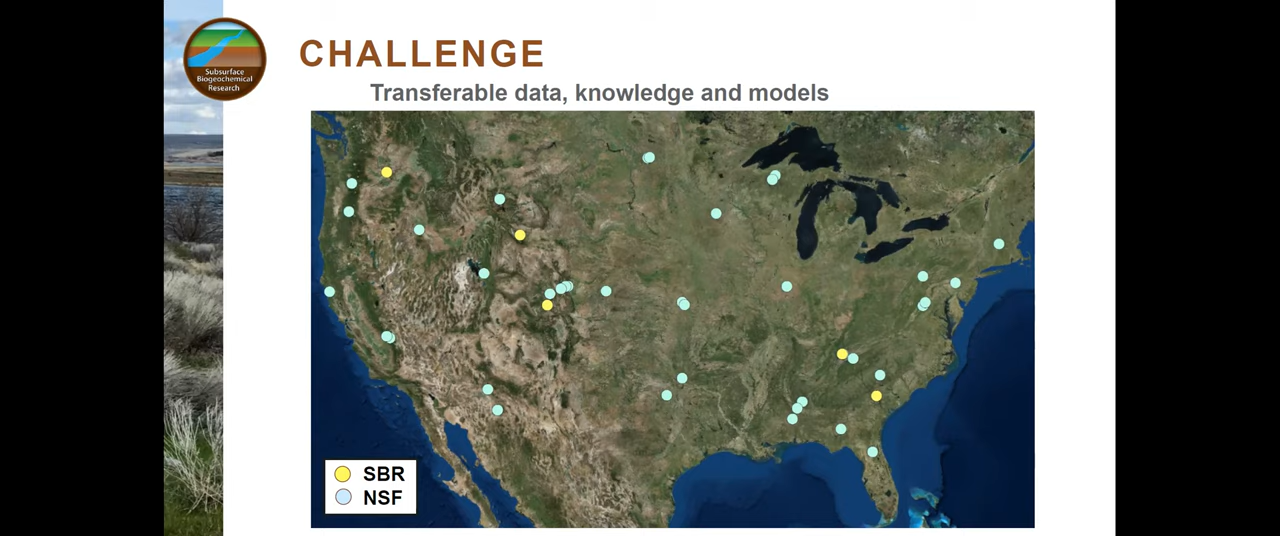 Subsurface
Biogeochemical
Research
CHALLENGE
Transferable data, knowledge and models
SBR
NSF